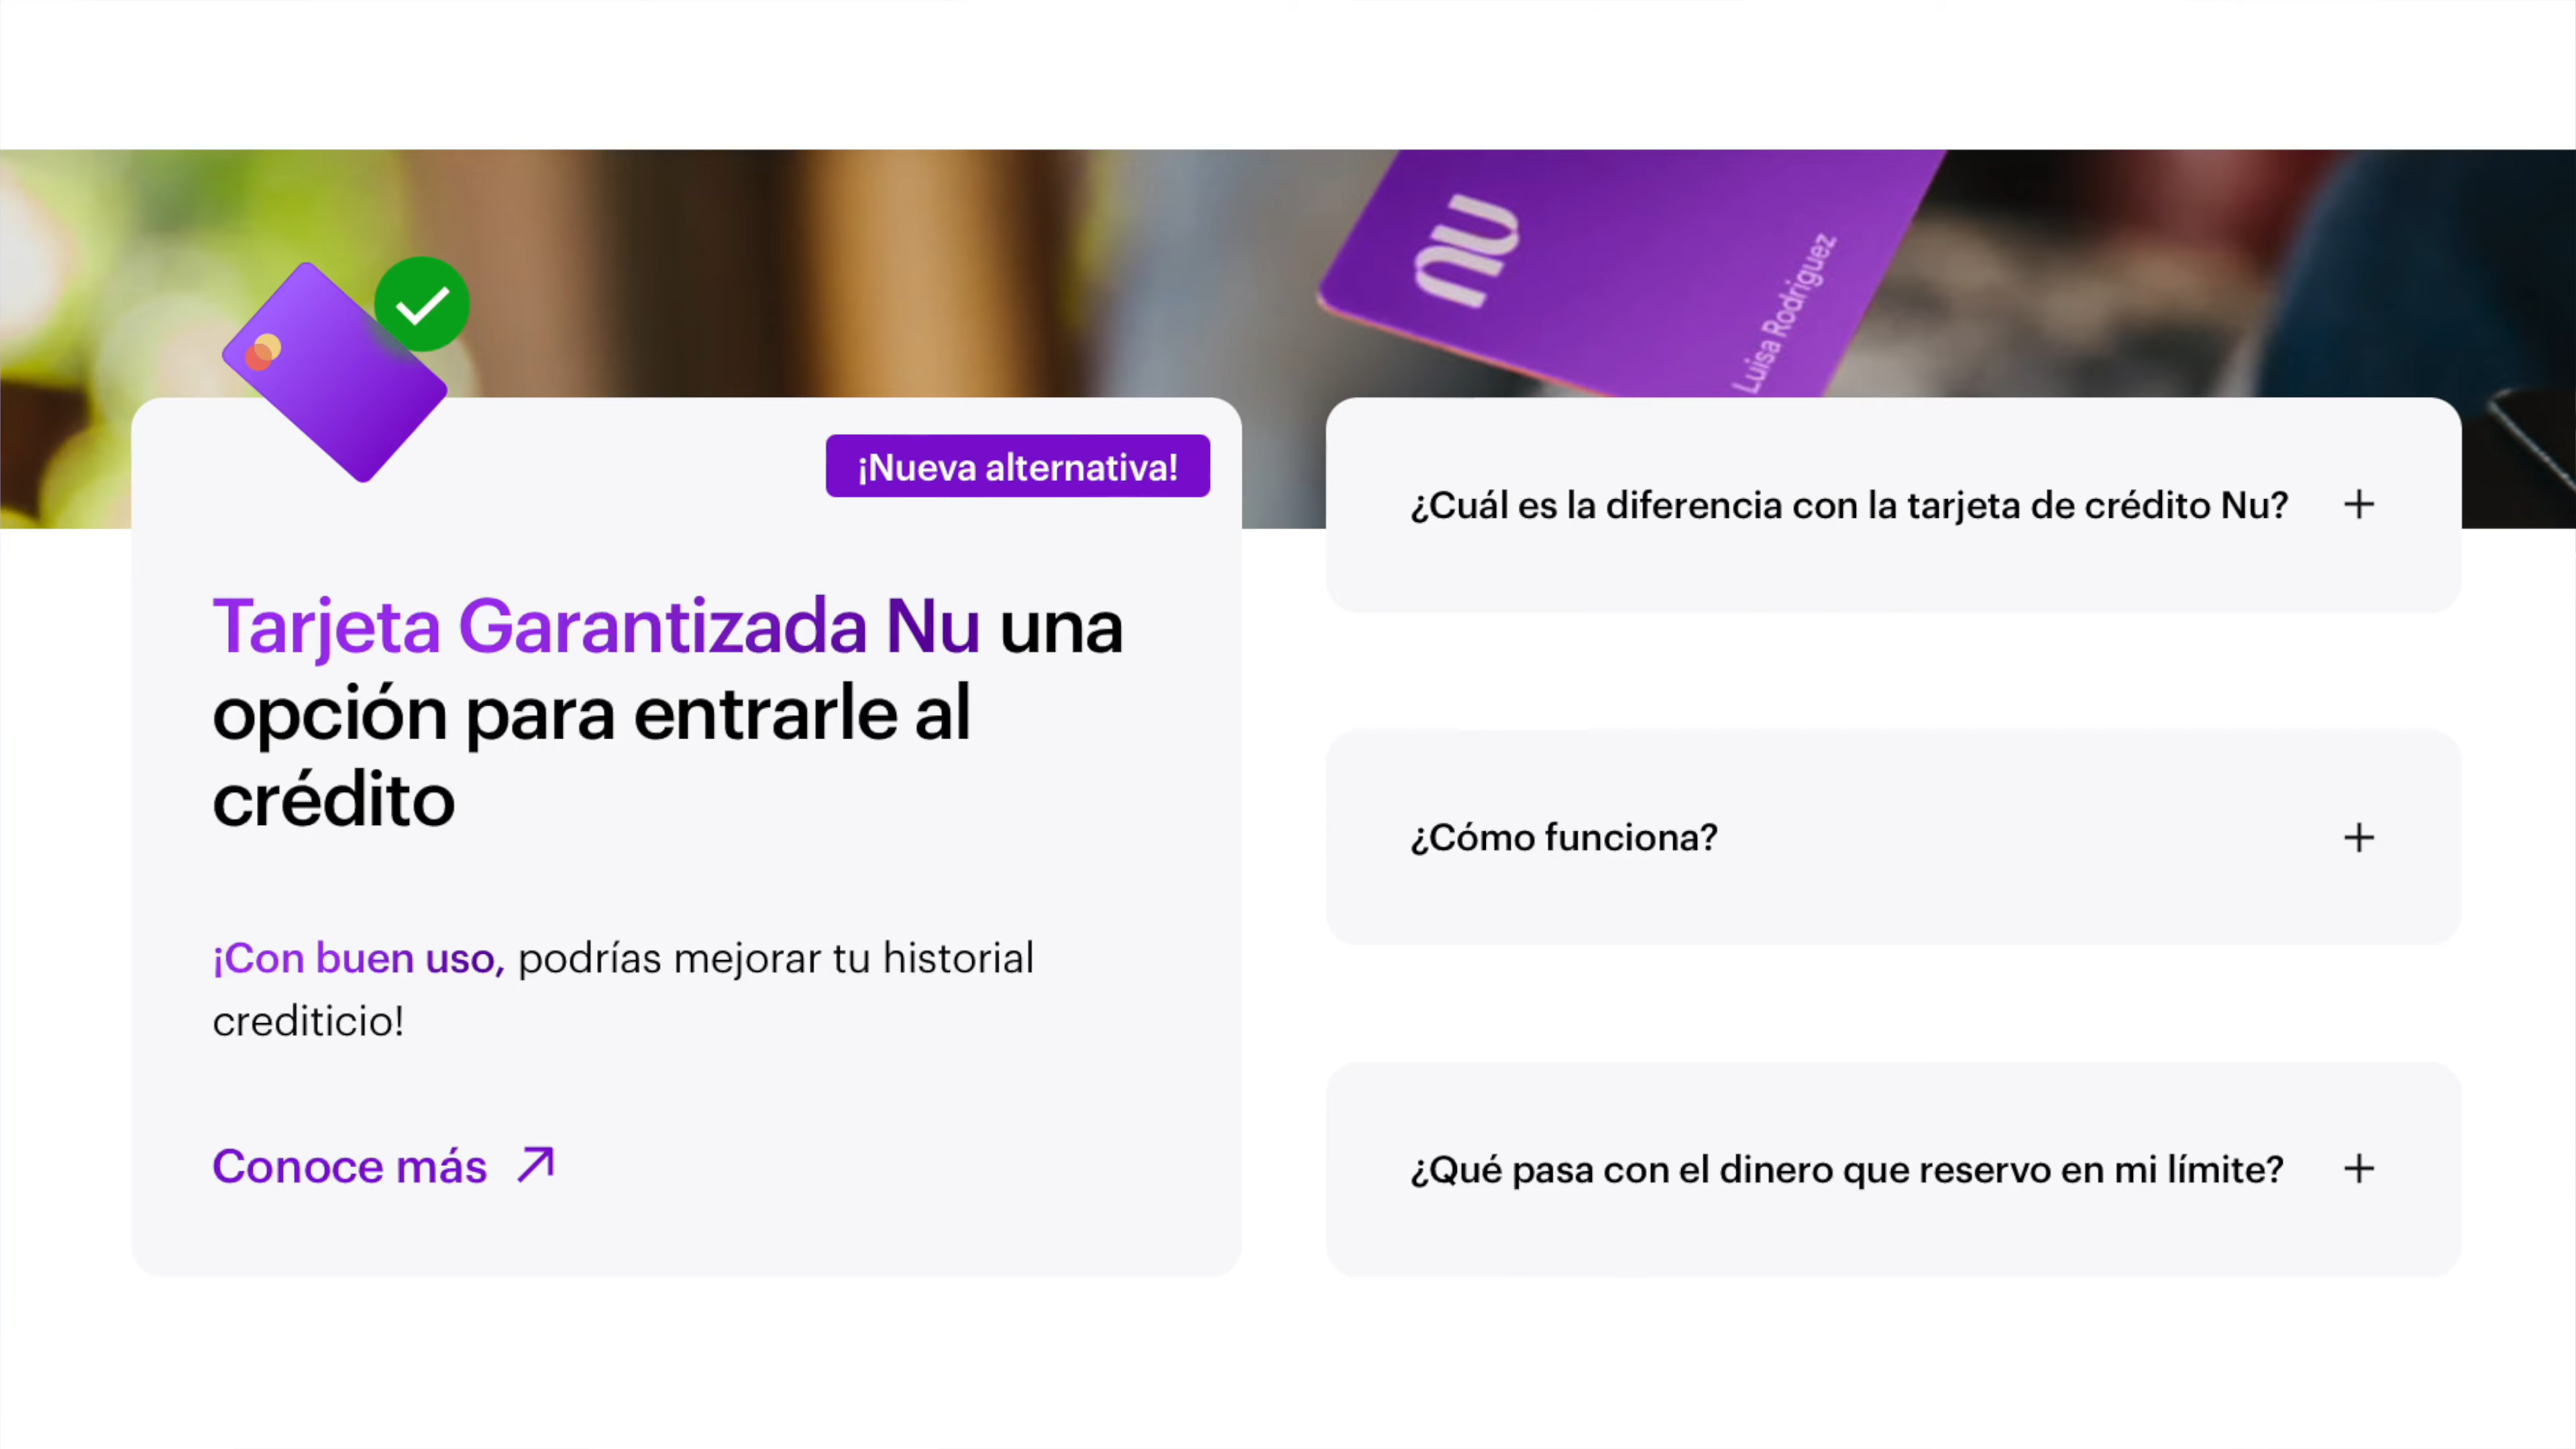 nu
Luisa Rodriguez
¡Nueva alternativa!
Tarjeta Garantizada Nu una
opción para entrarle al
crédito
¡Con buen uso, podrías mejorar tu historial
crediticio!
Conoce más
¿Cuál es la diferencia con la tarjeta de crédito Nu?
¿Cómo funciona?
¿Qué pasa con el dinero que reservo en mi límite?